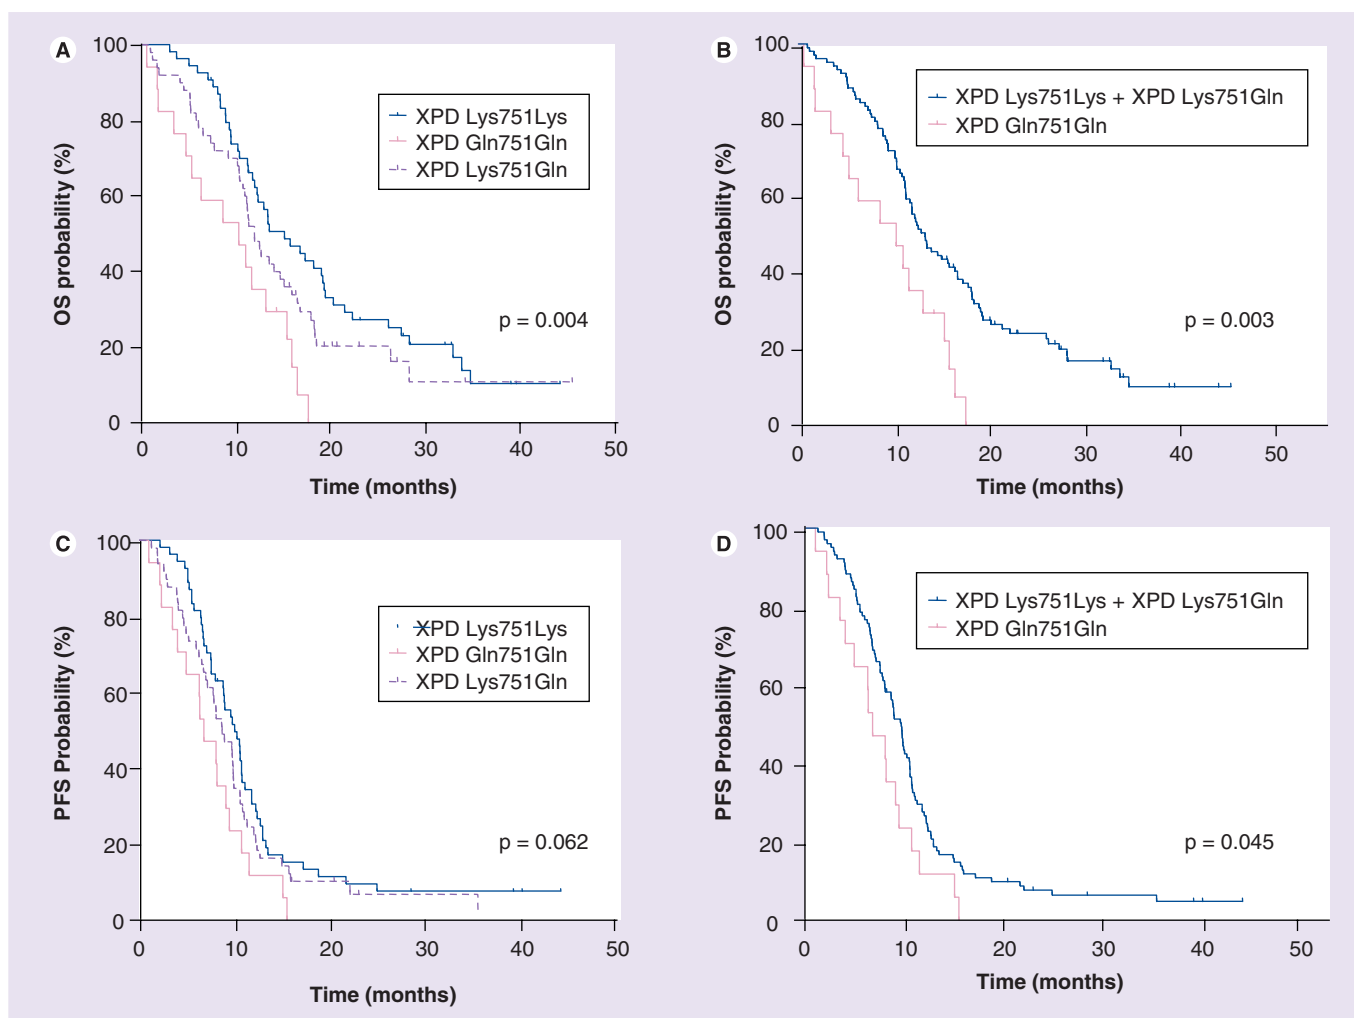 A
100
80
60
40
20
0
OS probability (%)
XPD Lys751Lys
XPD Gln751Gln
XPD Lys751Gln
p = 0.004
0 10 20 30 40 50
Time (months)
B
100
80
60
40
20
0
OS probability (%)
XPD Lys751Lys + XPD Lys751Gln
XPD Gln751Gln
p = 0.003
0 10 20 30 40 50
Time (months)
C
100
80
60
40
20
0
PFS Probability (%)
XPD Lys751Lys
XPD Gln751Gln
XPD Lys751Gln
p = 0.062
0 10 20 30 40 50
Time (months)
D
100
80
60
40
20
0
PFS Probability (%)
XPD Lys751Lys + XPD Lys751Gln
XPD Gln751Gln
p = 0.045
0 10 20 30 40 50
Time (months)